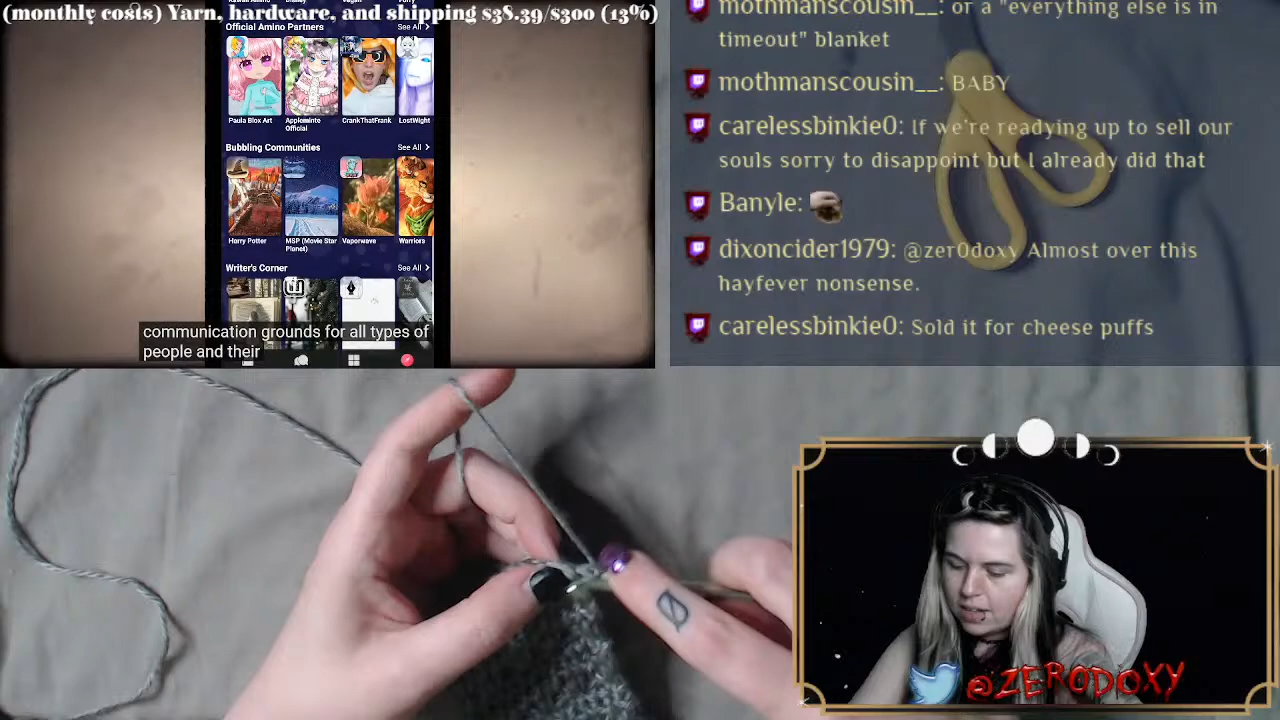 (monthly costs) Yarn, hardware, and shipping $38.39/$300 (13%)
Official Amino Partners
See All >
Paula Blox Art
Appleminte Official
CrankThatFrank
LostWight
Bubbling Communities
See All >
Harry Potter
MSP (Movie Star Planet)
Vaporwave
Warriors
Writer's Corner
See All >
communication grounds for all types of
people and their
mothmanscousin__: or a "everything else is in
timeout" blanket
mothmanscousin__: BABY
carelessbinkie0: If we're readying up to sell our
souls sorry to disappoint but I already did that
Banyle:
dixoncider1979: @zer0doxy Almost over this
hayfever nonsense.
carelessbinkie0: Sold it for cheese puffs
@ZERODOXY